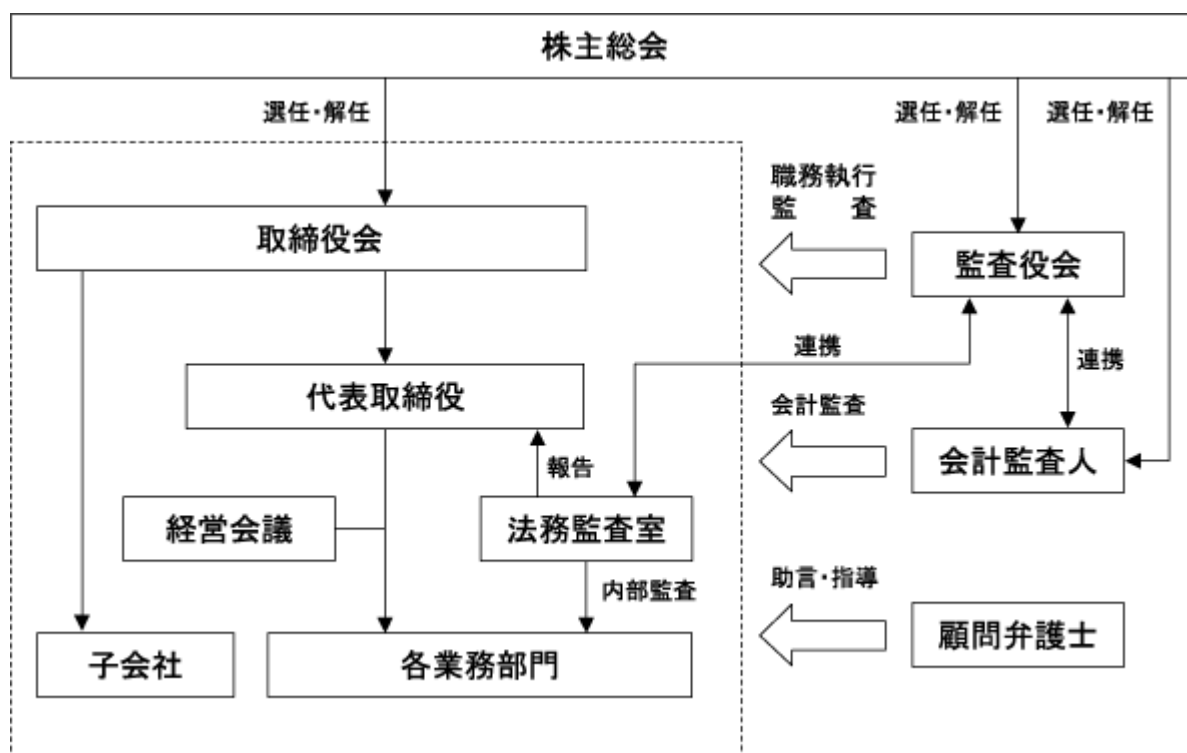 株主総会
選任・解任
選任・解任
選任・解任
職務執行
監査
取締役会
監査役会
連携
連携
代表取締役
会計監査
会計監査人
報告
経営会議
法務監査室
助言・指導
内部監査
子会社
各業務部門
顧問弁護士